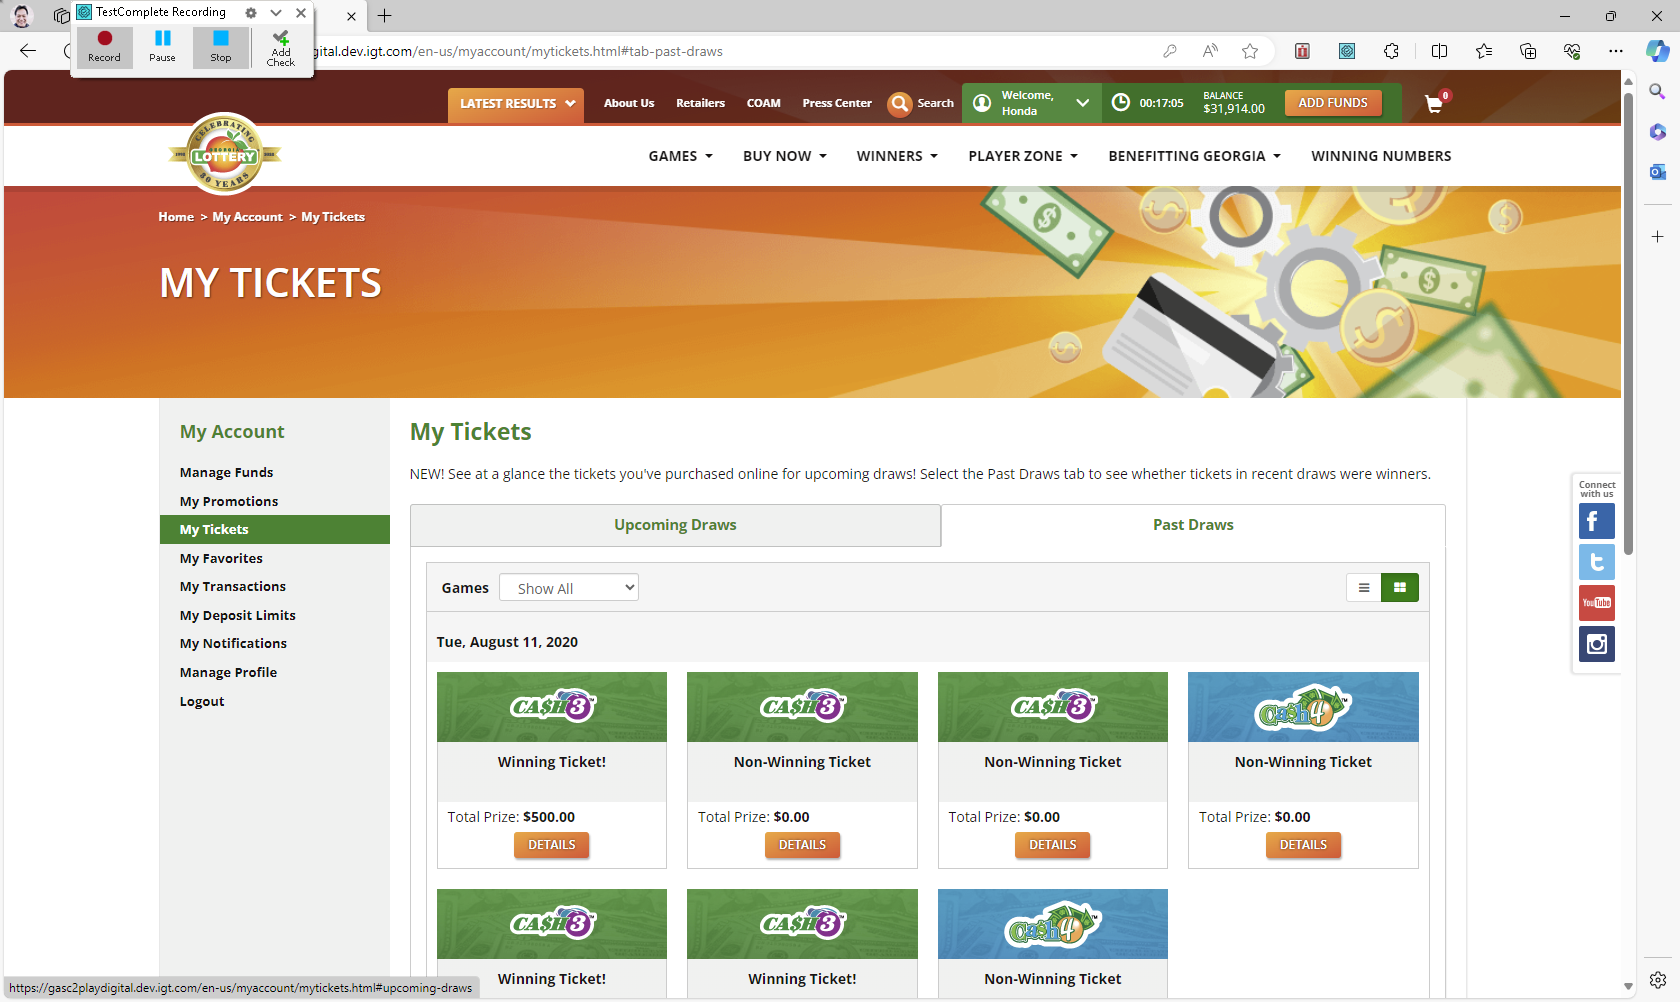 TestComplete Recording
Record
Pause
Stop
Add
Check
gital.dev.igt.com/en-us/myaccount/mytickets.html#tab-past-draws
LATEST RESULTS
About Us
Retailers
COAM
Press Center
Search
Welcome,
Honda
00:17:05
BALANCE
$31,914.00
ADD FUNDS
0
CELEBRATING
GEORGIA
LOTTERY
30 YEARS
GAMES
BUY NOW
WINNERS
PLAYER ZONE
BENEFITTING GEORGIA
WINNING NUMBERS
Home > My Account > My Tickets
MY TICKETS
My Account
Manage Funds
My Promotions
My Tickets
My Favorites
My Transactions
My Deposit Limits
My Notifications
Manage Profile
Logout
My Tickets
NEW! See at a glance the tickets you've purchased online for upcoming draws! Select the Past Draws tab to see whether tickets in recent draws were winners.
Upcoming Draws
Past Draws
Games
Show All
Tue, August 11, 2020
CA$H 3
CA$H 3
CA$H 3
Ca$h 4
Winning Ticket!
Non-Winning Ticket
Non-Winning Ticket
Non-Winning Ticket
Total Prize: $500.00
Total Prize: $0.00
Total Prize: $0.00
Total Prize: $0.00
DETAILS
DETAILS
DETAILS
DETAILS
CA$H 3
CA$H 3
Ca$h 4
Winning Ticket!
Winning Ticket!
Non-Winning Ticket
Connect
with us
YouTube
https://gasc2playdigital.dev.igt.com/en-us/myaccount/mytickets.html#upcoming-draws